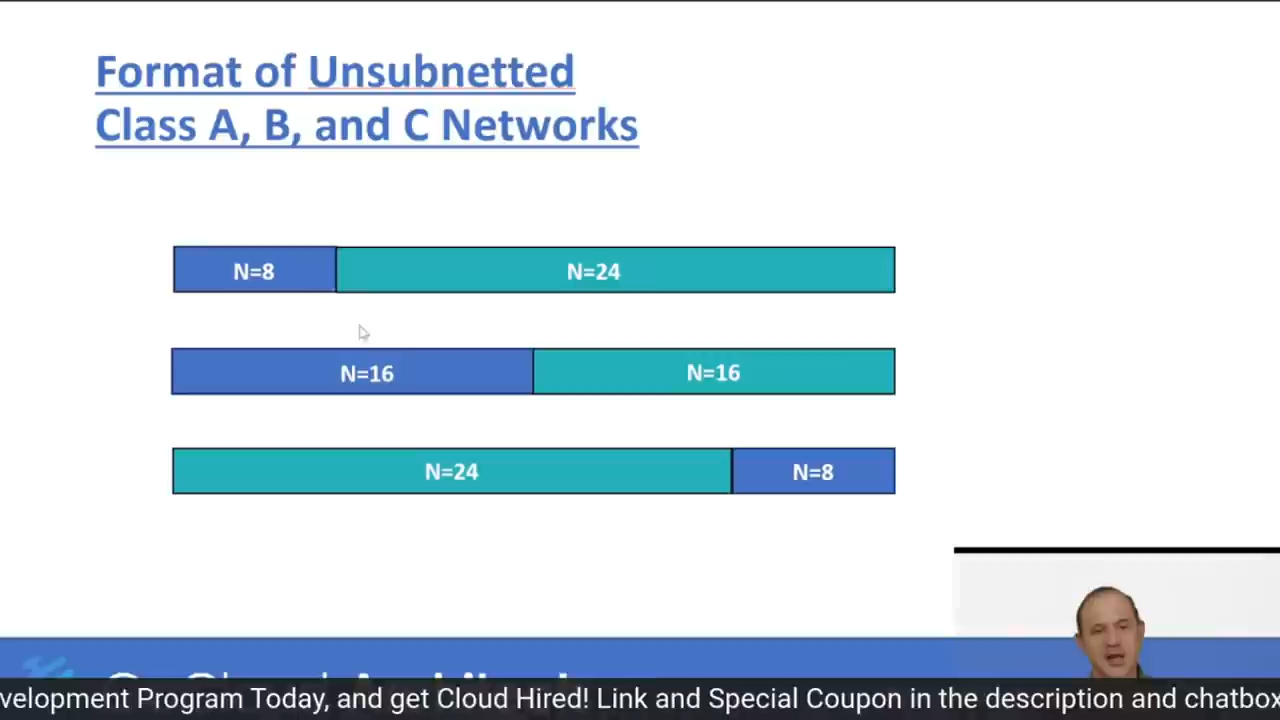 Format of Unsubnetted
Class A, B, and C Networks
N=8 N=24
N=16 N=16
N=24 N=8
velopment Program Today, and get Cloud Hired! Link and Special Coupon in the description and chatbox